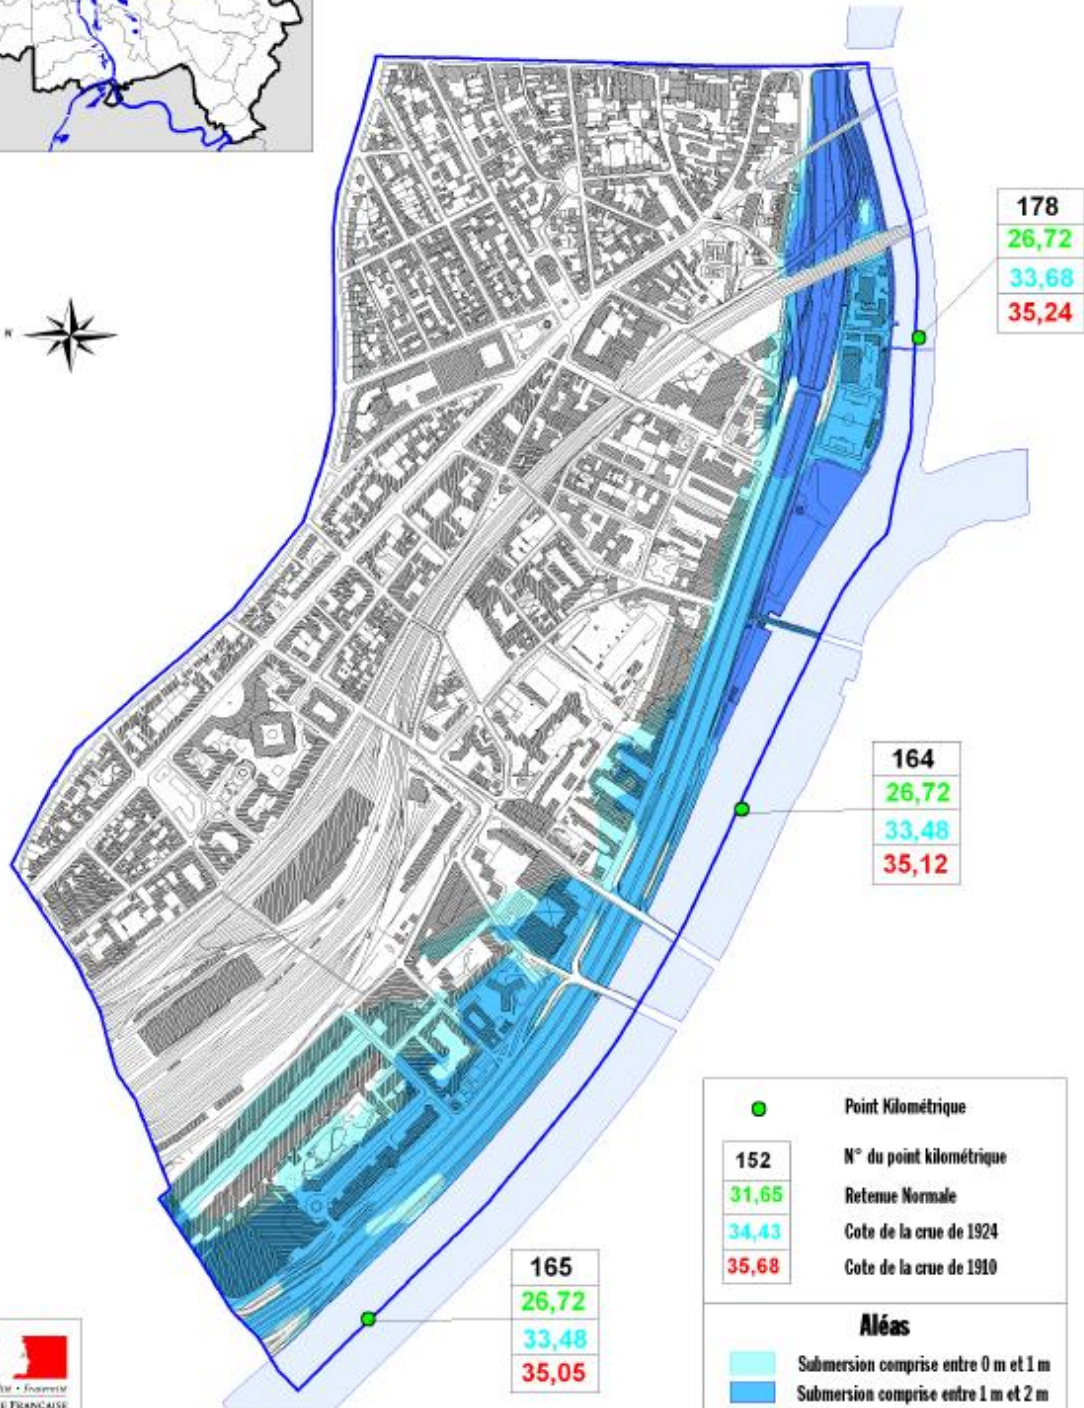 N
178
26,72
33,68
35,24
164
26,72
33,48
35,12
165
26,72
33,48
35,05
Point Kilométrique
152
N° du point kilométrique
31,65
Retenue Normale
34,43
Cote de la crue de 1924
35,68
Cote de la crue de 1910
Aléas
Submersion comprise entre 0 m et 1 m
Submersion comprise entre 1 m et 2 m
Fraternité
FRANÇAISE